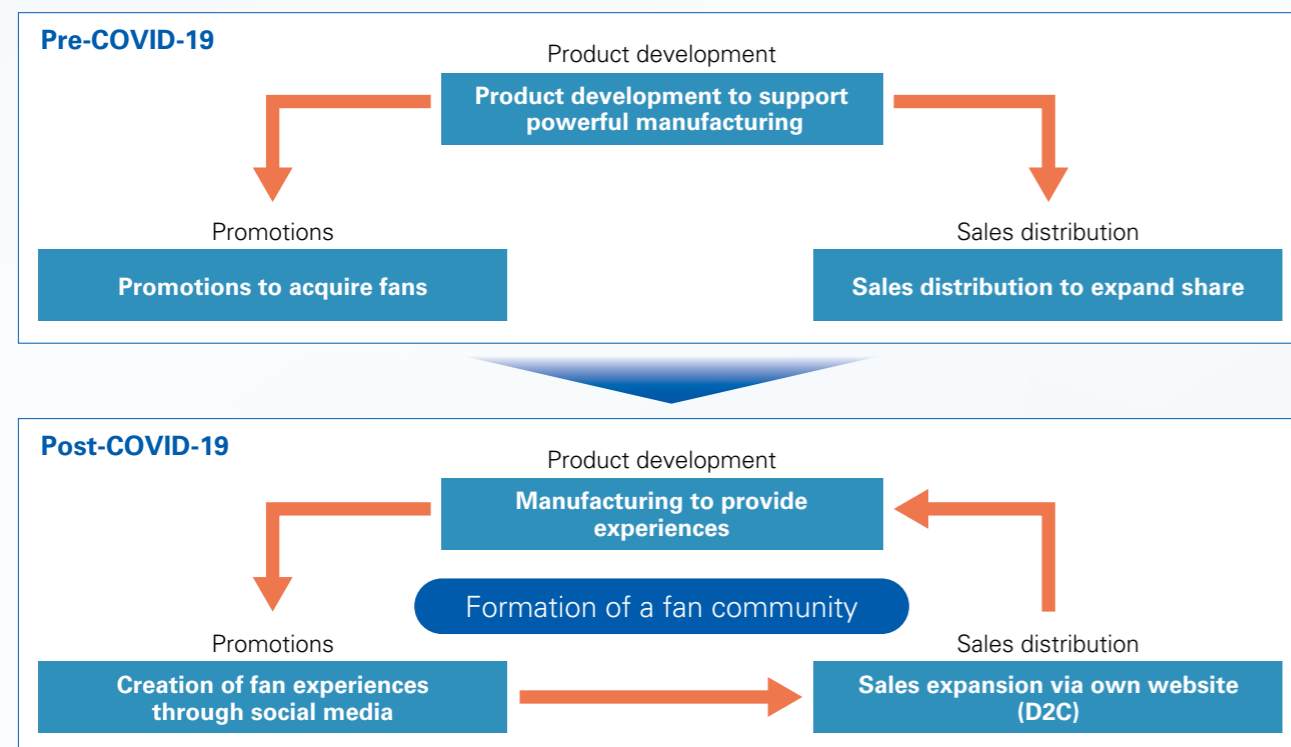 Pre-COVID-19
Product development
Product development to support
powerful manufacturing
Promotions
Promotions to acquire fans
Sales distribution
Sales distribution to expand share
Post-COVID-19
Product development
Manufacturing to provide
experiences
Formation of a fan community
Promotions
Creation of fan experiences
through social media
Sales distribution
Sales expansion via own website
(D2C)